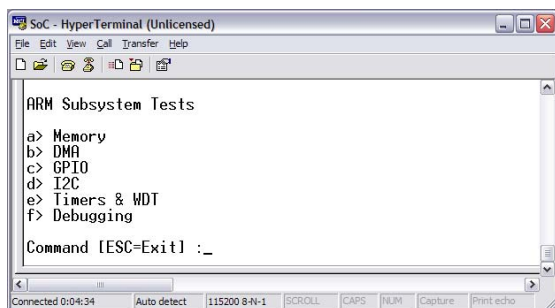 SoC - HyperTerminal (Unlicensed)
File Edit View Call Transfer Help
ARM Subsystem Tests
a> Memory
b> DMA
c> GPIO
d> I2C
e> Timers & WDT
f> Debugging
Command [ESC=Exit] :_
Connected 0:04:34 Auto detect 115200 8-N-1 SCROLL CAPS NUM Capture Print echo